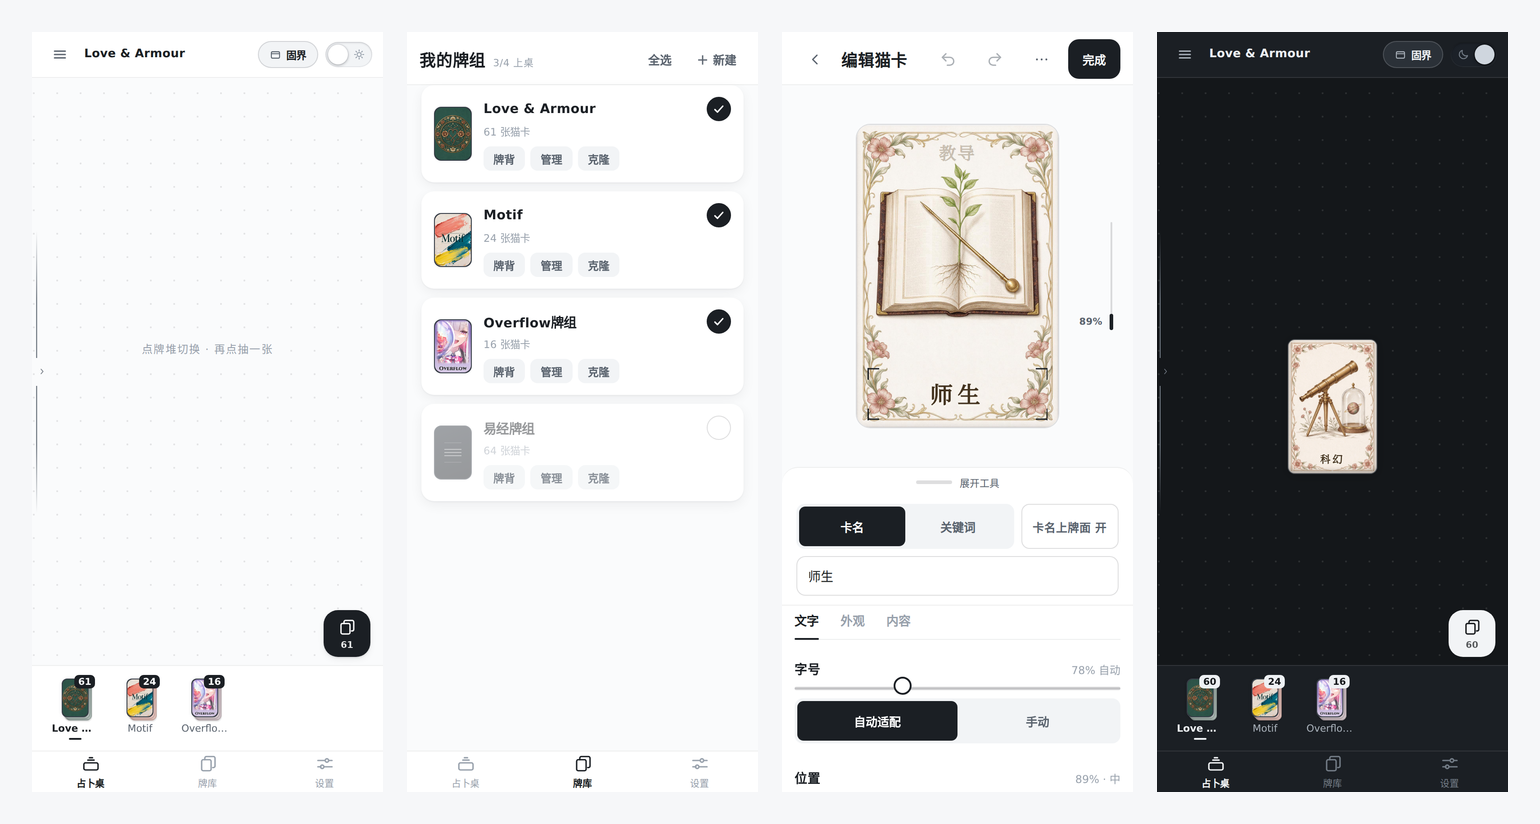 Love & Armour
固界
点牌堆切换 · 再点抽一张
61
61
24
Motif
16
OVERFLOW
Love ...
Motif
Overflo...
占卜桌
牌库
设置
我的牌组 3/4 上桌
全选
+ 新建
Love & Armour
61 张猫卡
牌背 管理 克隆
Motif
Motif
24 张猫卡
牌背 管理 克隆
OVERFLOW
Overflow牌组
16 张猫卡
牌背 管理 克隆
易经牌组
64 张猫卡
牌背 管理 克隆
占卜桌
牌库
设置
编辑猫卡
···
完成
教导
师生
89%
展开工具
卡名
关键词
卡名上牌面 开
师生
文字 外观 内容
字号
78% 自动
自动适配
手动
位置
89% · 中
Love & Armour
固界
科幻
60
60
24
Motif
16
OVERFLOW
Love ...
Motif
Overflo...
占卜桌
牌库
设置